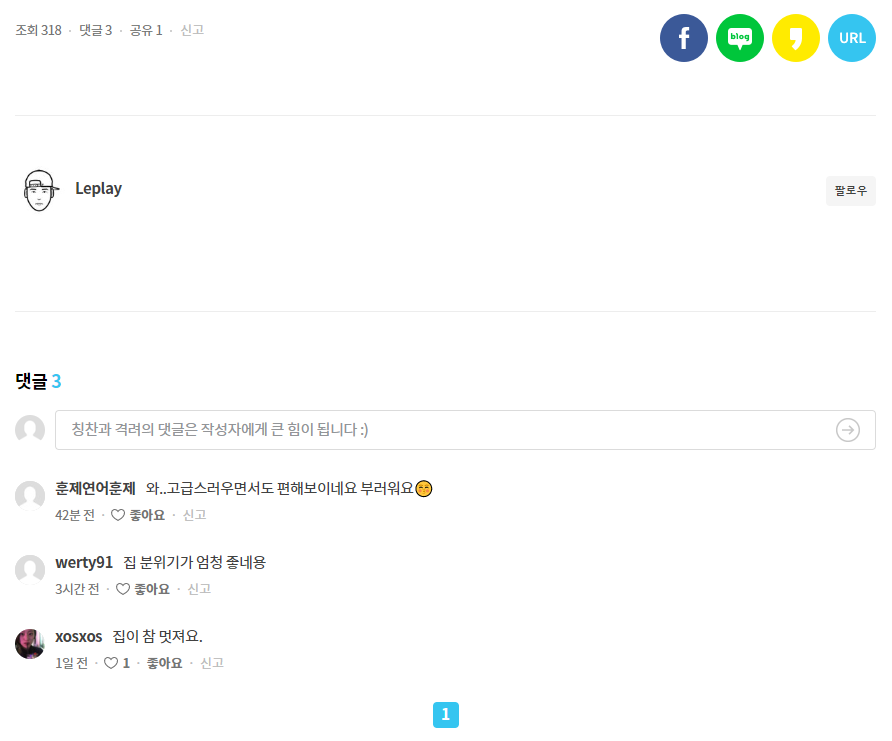 조회 318 · 댓글 3 · 공유 1 · 신고
f blog URL
Leplay
팔로우
댓글 3
칭찬과 격려의 댓글은 작성자에게 큰 힘이 됩니다 :)
훈제연어훈제 와..고급스러우면서도 편해보이네요 부러워요😚
42분 전 · ♡ 좋아요 · 신고
werty91 집 분위기가 엄청 좋네용
3시간 전 · ♡ 좋아요 · 신고
xosxos 집이 참 멋져요.
1일 전 · ♡ 1 · 좋아요 · 신고
1